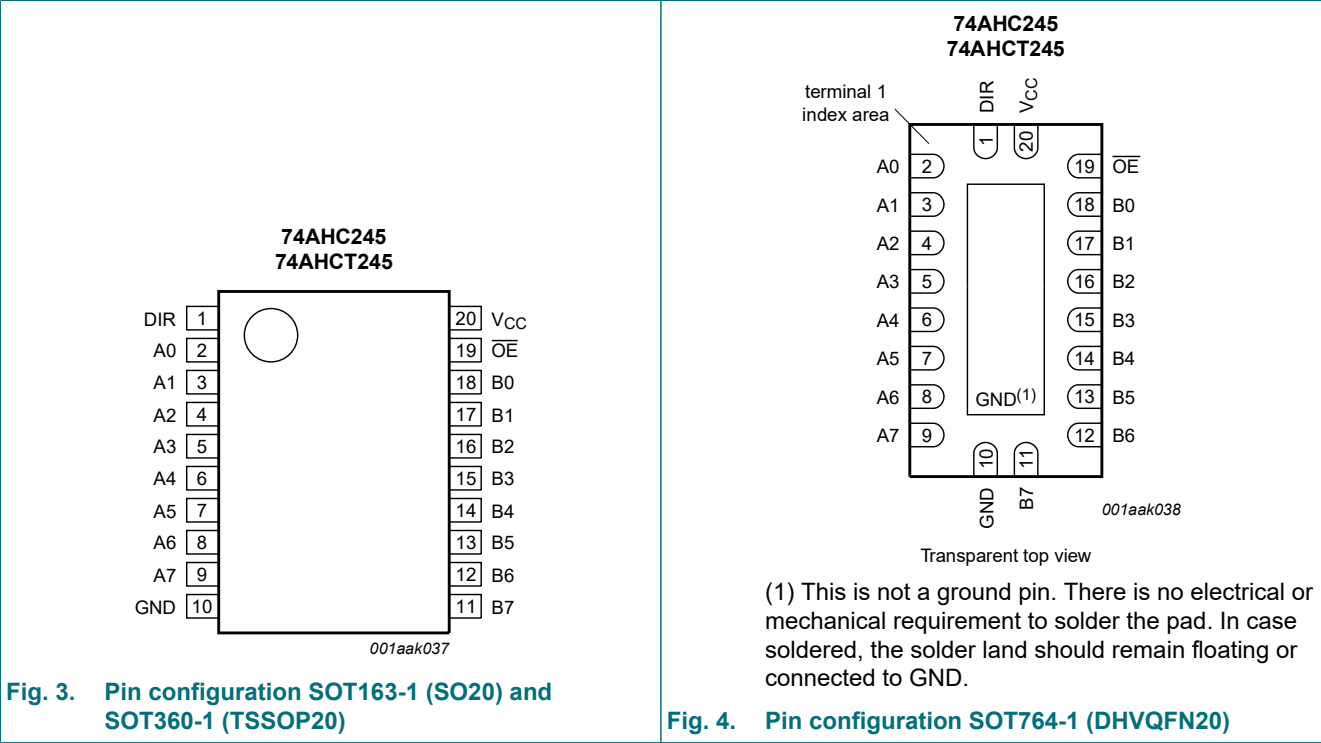 74AHC245
74AHCT245
DIR 1 20 VCC
A0 2 19 OE
A1 3 18 B0
A2 4 17 B1
A3 5 16 B2
A4 6 15 B3
A5 7 14 B4
A6 8 13 B5
A7 9 12 B6
GND 10 11 B7
001aak037
Fig. 3. Pin configuration SOT163-1 (SO20) and
SOT360-1 (TSSOP20)
74AHC245
74AHCT245
terminal 1
index area
DIR VCC
1 20
A0 2 19 OE
A1 3 18 B0
A2 4 17 B1
A3 5 16 B2
A4 6 15 B3
A5 7 14 B4
A6 8 GND(1) 13 B5
A7 9 12 B6
10 11
GND B7
001aak038
Transparent top view
(1) This is not a ground pin. There is no electrical or
mechanical requirement to solder the pad. In case
soldered, the solder land should remain floating or
connected to GND.
Fig. 4. Pin configuration SOT764-1 (DHVQFN20)